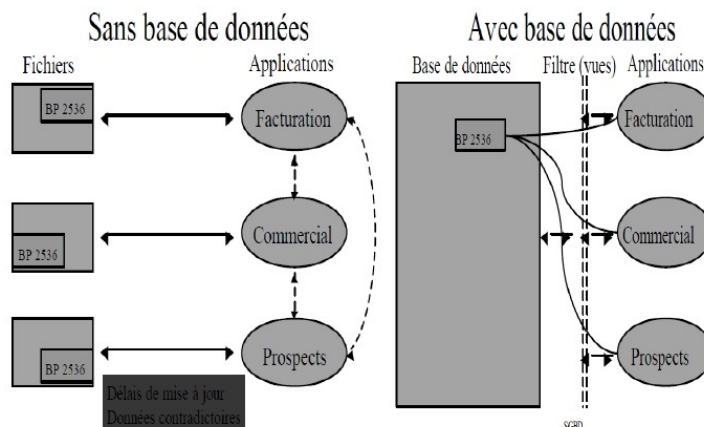 Sans base de données
Fichiers
Applications
BP 2536
Facturation
BP 2536
Commercial
BP 2536
Prospects
Délais de mise à jour
Données contradictoires
Avec base de données
Base de données
Filtre (vues)
Applications
BP 2536
Facturation
Commercial
Prospects